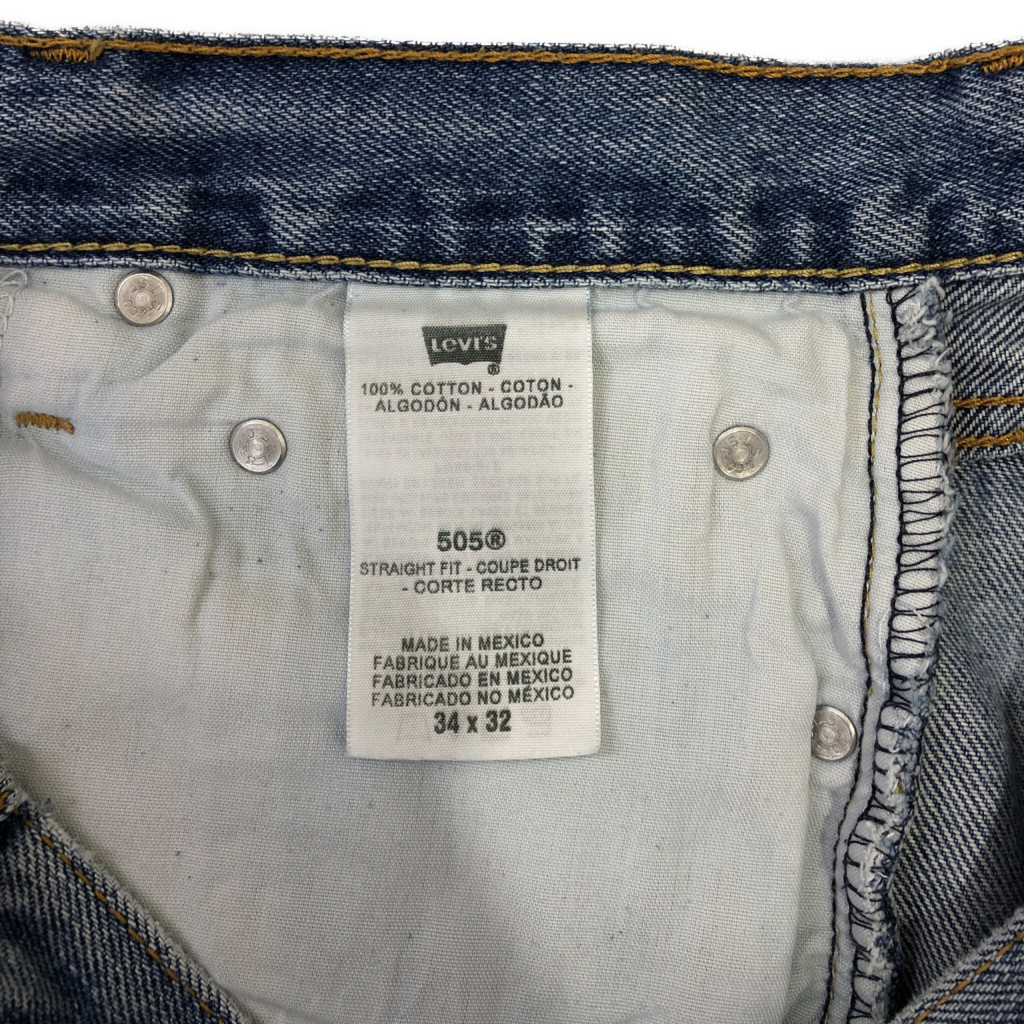 LEVI'S
®
100% COTTON - COTON -
ALGODÓN - ALGODÃO
505®
STRAIGHT FIT - COUPE DROIT
- CORTE RECTO
MADE IN MEXICO
FABRIQUE AU MEXIQUE
FABRICADO EN MEXICO
FABRICADO NO MÉXICO
34 x 32